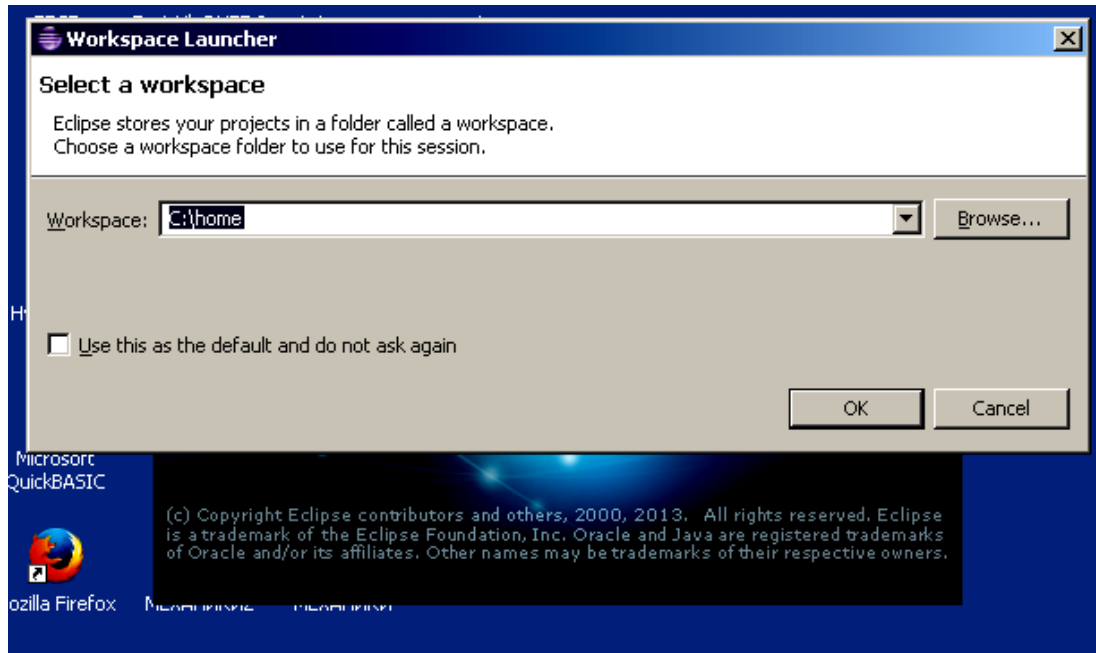 Workspace Launcher
Select a workspace
Eclipse stores your projects in a folder called a workspace.
Choose a workspace folder to use for this session.
Workspace: C:\home Browse...
Use this as the default and do not ask again
OK Cancel
Microsoft
QuickBASIC
(c) Copyright Eclipse contributors and others, 2000, 2013. All rights reserved. Eclipse
is a trademark of the Eclipse Foundation, Inc. Oracle and Java are registered trademarks
of Oracle and/or its affiliates. Other names may be trademarks of their respective owners.
ozilla Firefox